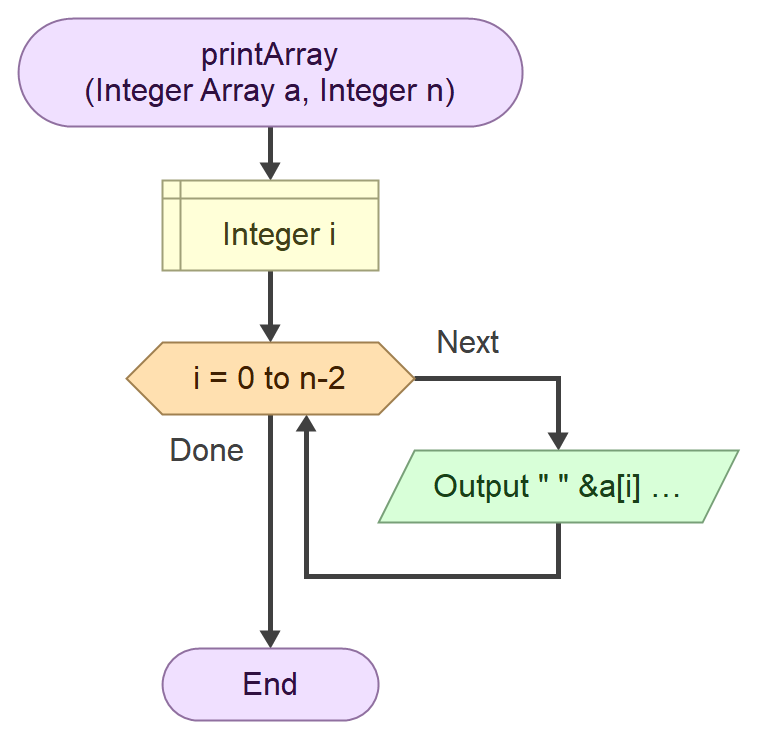 printArray
(Integer Array a, Integer n)
Integer i
i = 0 to n-2
Next
Done
Output " " &a[i] …
End